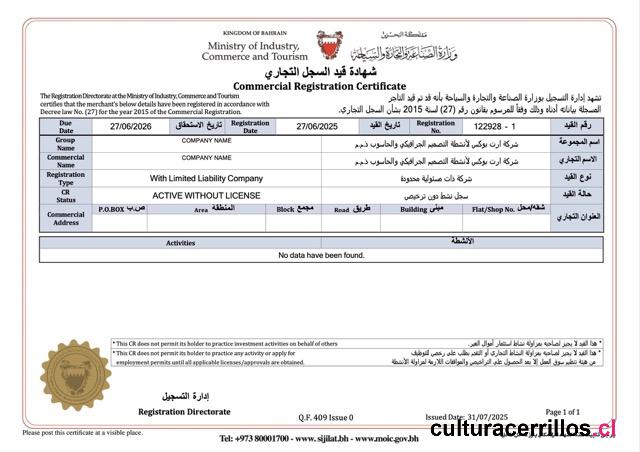 KINGDOM OF BAHRAIN
Ministry of Industry,
Commerce and Tourism
مملكة البحرين
وزارة الصناعة والتجارة والسياحة
شهادة قيد السجل التجاري
Commercial Registration Certificate
The Registration Directorate at the Ministry of Industry, Commerce and Tourism
certifies that the merchant's below details have been registered in accordance with
Decree law No. (27) for the year 2015 of the Commercial Registration.
تشهد إدارة التسجيل بوزارة الصناعة والتجارة والسياحة بأنه قد تم قيد التاجر
المسجلة بياناته أدناه وذلك وفقاً للمرسوم بقانون رقم (27) لسنة 2015 بشأن السجل التجاري.
Due Date 27/06/2026 تاريخ الاستحقاق Registration Date 27/06/2025 تاريخ القيد Registration No. 122928 - 1 رقم القيد
Group Name COMPANY NAME شركة ارت بوكس لأنشطة التصميم الجرافيكي والحاسوب ذ.م.م اسم المجموعة
Commercial Name COMPANY NAME شركة ارت بوكس لأنشطة التصميم الجرافيكي والحاسوب ذ.م.م الاسم التجاري
Registration Type With Limited Liability Company شركة ذات مسئولية محدودة نوع القيد
CR Status ACTIVE WITHOUT LICENSE سجل نشط دون ترخيص حالة القيد
Commercial Address P.O.BOX ص.ب Area المنطقة Block مجمع Road طريق Building مبنى Flat/Shop No. شقة/محل العنوان التجاري
Activities الأنشطة
No data have been found.
* This CR does not permit its holder to practice investment activities on behalf of others
* هذا القيد لا يجيز لصاحبه بمزاولة نشاط استثمار أموال الغير.
* This CR does not permit its holder to practice any activity or apply for
employment permits until all applicable licenses/approvals are obtained.
* هذا القيد لا يجيز لصاحبه بمزاولة النشاط التجاري أو التقدم بطلب على رخص للتوظيف
من هيئة تنظيم سوق العمل إلا بعد الحصول على التراخيص والموافقات اللازمة لمزاولة الأنشطة
إدارة التسجيل
Registration Directorate
Q.F. 409 Issue 0
Issued Date: 31/07/2025
Page 1 of 1
Please post this certificate at a visible place.
Tel: +973 80001700 - www. sijilat.bh - www.moic.gov.bh
culturacerrillos.cl